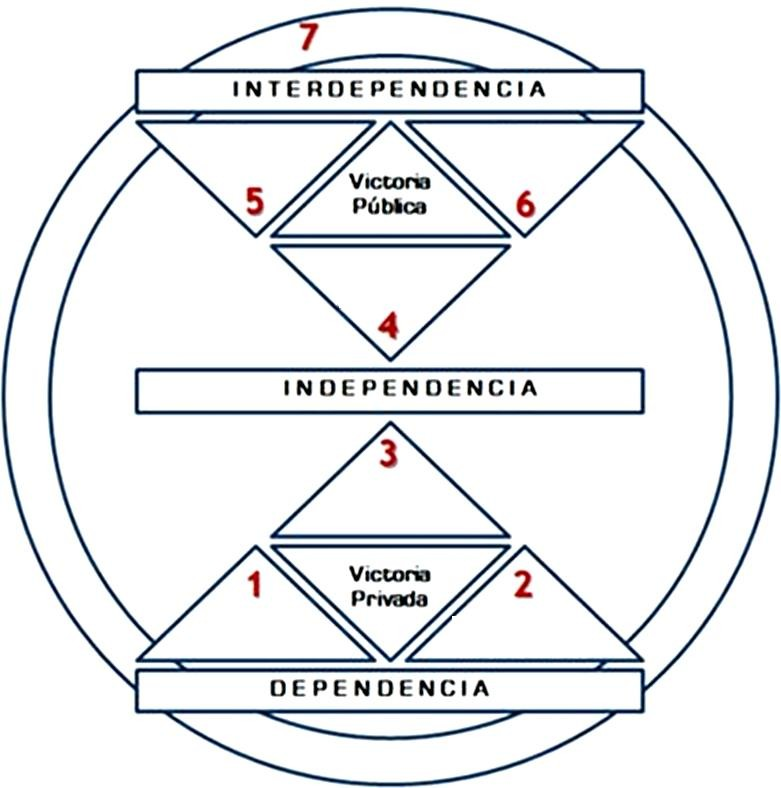 7
INTERDEPENDENCIA
5
Victoria
Pública
6
4
INDEPENDENCIA
3
1
Victoria
Privada
2
DEPENDENCIA